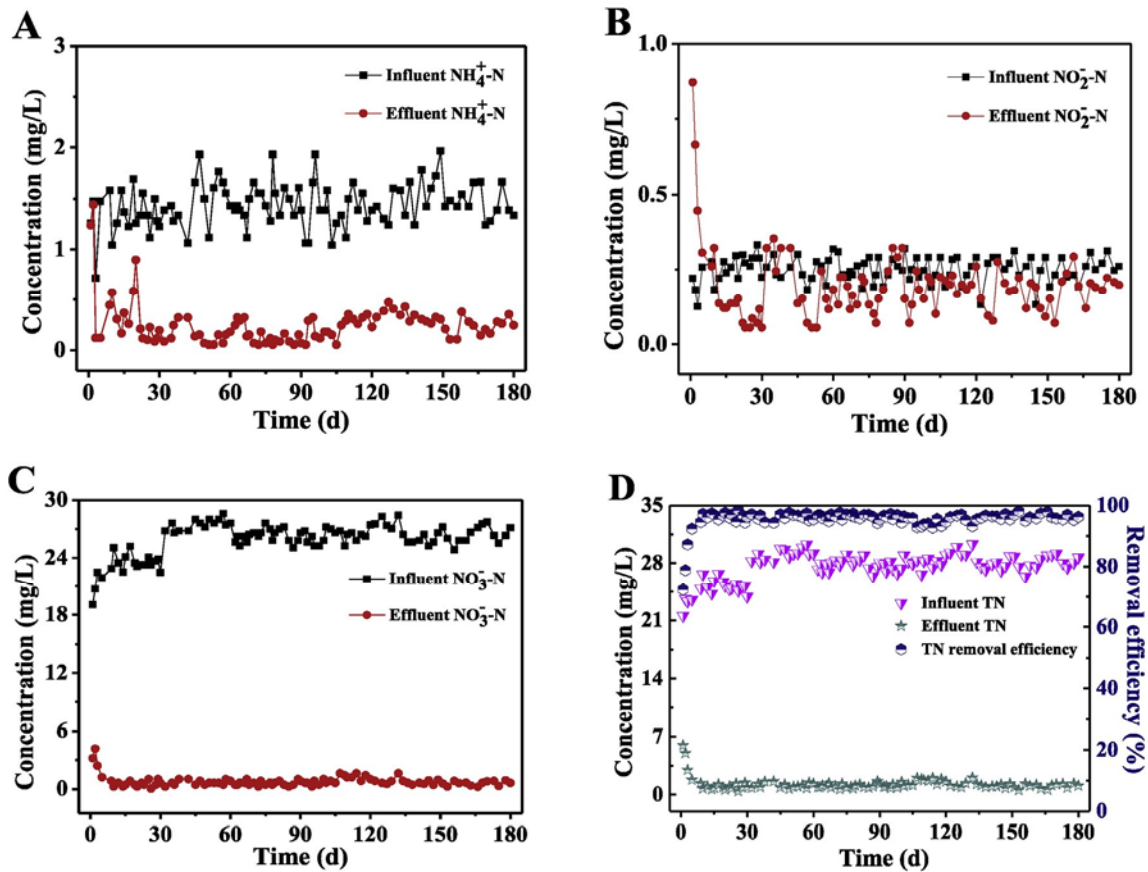 A
Concentration (mg/L)
3
2
1
0
Influent NH₄⁺-N
Effluent NH₄⁺-N
0 30 60 90 120 150 180
Time (d)
B
Concentration (mg/L)
1.0
0.5
0.0
Influent NO₂⁻-N
Effluent NO₂⁻-N
0 30 60 90 120 150 180
Time (d)
C
Concentration (mg/L)
30
26
18
12
6
0
Influent NO₃⁻-N
Effluent NO₃⁻-N
0 30 60 90 120 150 180
Time (d)
D
Concentration (mg/L)
35
28
21
14
7
0
Influent TN
Effluent TN
TN removal efficiency
100
80
60
40
20
0
Removal efficiency (%)
0 30 60 90 120 150 180
Time (d)